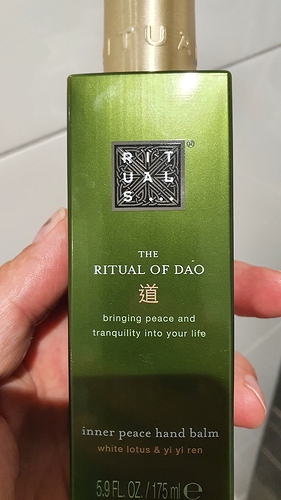 ITUA
RIT
UAL
S...
®
THE
RITUAL OF DAO
道
bringing peace and
tranquility into your life
inner peace hand balm
white lotus & yi yi ren
5.9 FL. OZ. / 175 ml ℮